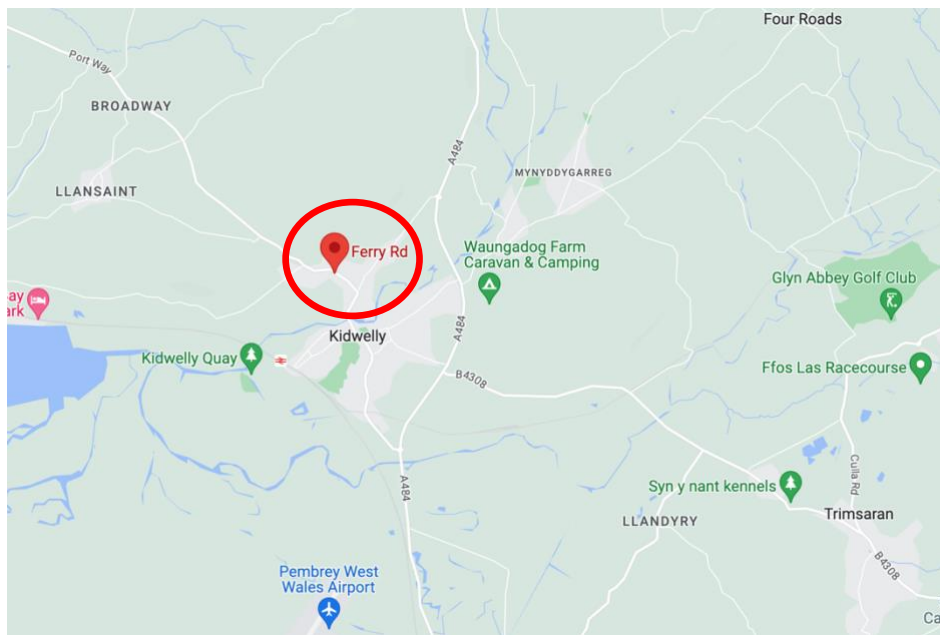 Four Roads
Port Way
BROADWAY
A484
MYNYDDYGARREG
LLANSAINT
Ferry Rd
Waungadog Farm
Caravan & Camping
Glyn Abbey Golf Club
ay
ark
Kidwelly
A484
Kidwelly Quay
B4308
Ffos Las Racecourse
Culla Rd
A484
Syn y nant kennels
Trimsaran
LLANDYRY
B4308
Pembrey West
Wales Airport
Ca